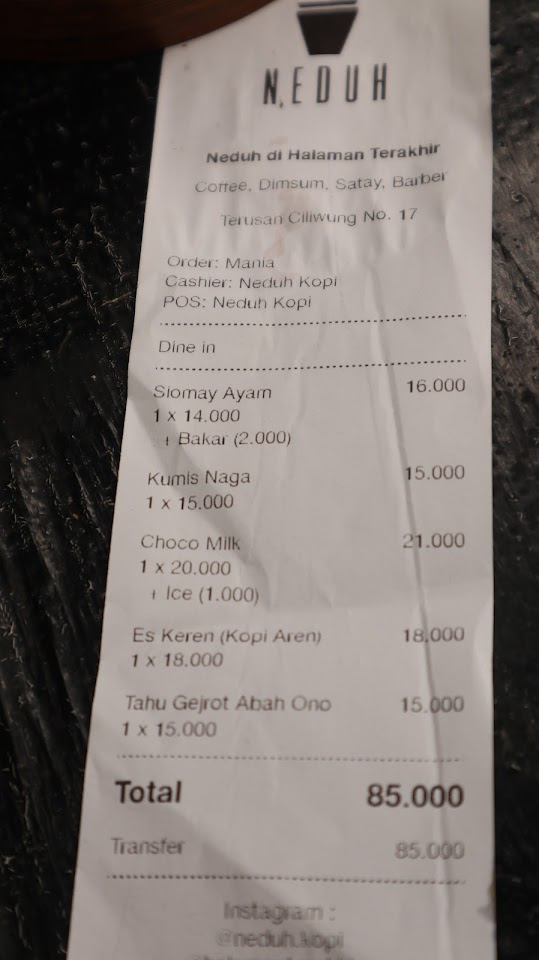 N,EDUH
Neduh di Halaman Terakhir
Coffee, Dimsum, Satay, Barber
Terusan Ciliwung No. 17
Order: Mania
Cashier: Neduh Kopi
POS: Neduh Kopi
Dine in
Siomay Ayam 16.000
1 x 14.000
+ Bakar (2.000)
Kumis Naga 15.000
1 x 15.000
Choco Milk 21.000
1 x 20.000
+ Ice (1.000)
Es Keren (Kopi Aren) 18.000
1 x 18.000
Tahu Gejrot Abah Ono 15.000
1 x 15.000
Total 85.000
Transfer 85.000
Instagram :
@neduh.kopi